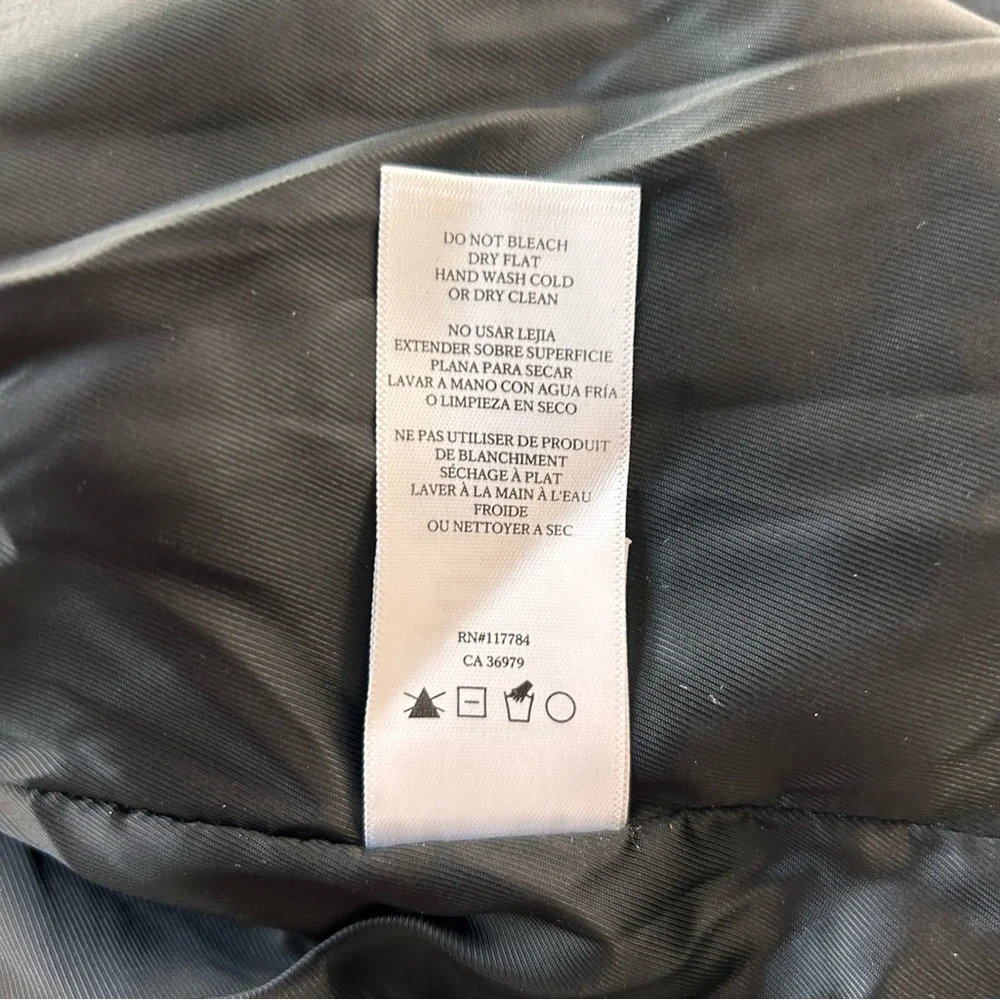 DO NOT BLEACH
DRY FLAT
HAND WASH COLD
OR DRY CLEAN
NO USAR LEJIA
EXTENDER SOBRE SUPERFICIE
PLANA PARA SECAR
LAVAR A MANO CON AGUA FRÍA
O LIMPIEZA EN SECO
NE PAS UTILISER DE PRODUIT
DE BLANCHIMENT
SÉCHAGE À PLAT
LAVER À LA MAIN À L'EAU
FROIDE
OU NETTOYER A SEC
RN#117784
CA 36979